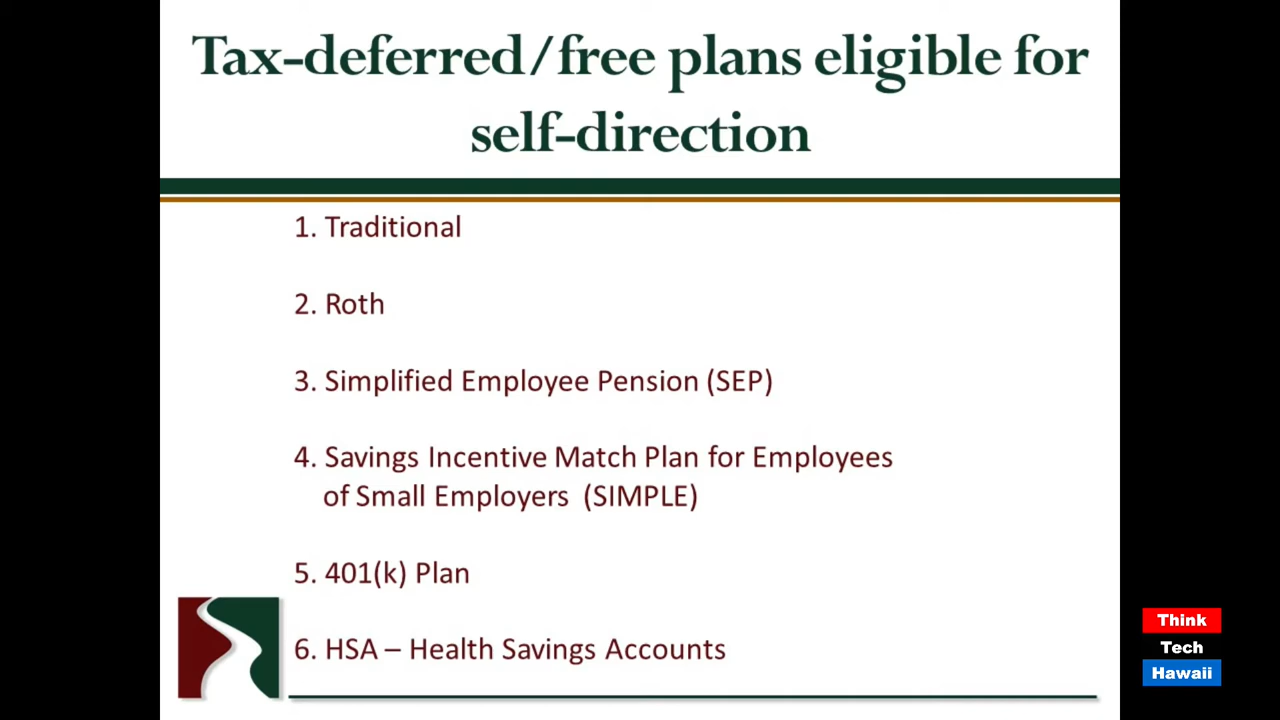 Tax-deferred/free plans eligible for
self-direction
1. Traditional
2. Roth
3. Simplified Employee Pension (SEP)
4. Savings Incentive Match Plan for Employees
of Small Employers (SIMPLE)
5. 401(k) Plan
6. HSA – Health Savings Accounts
Think
Tech
Hawaii